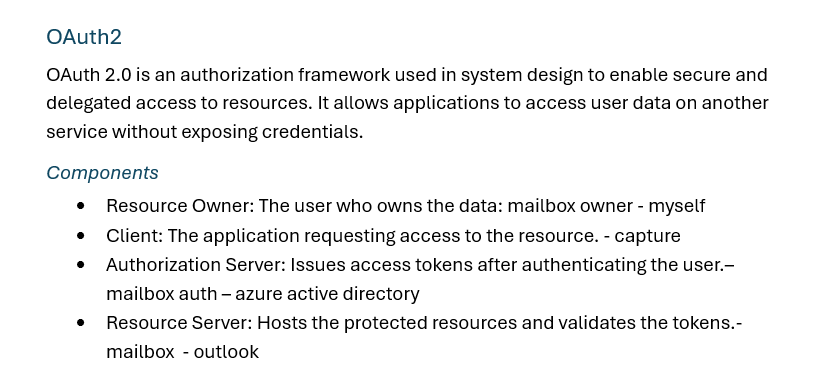 OAuth2
OAuth 2.0 is an authorization framework used in system design to enable secure and
delegated access to resources. It allows applications to access user data on another
service without exposing credentials.
Components
• Resource Owner: The user who owns the data: mailbox owner - myself
• Client: The application requesting access to the resource. - capture
• Authorization Server: Issues access tokens after authenticating the user.–
mailbox auth – azure active directory
• Resource Server: Hosts the protected resources and validates the tokens.-
mailbox  - outlook